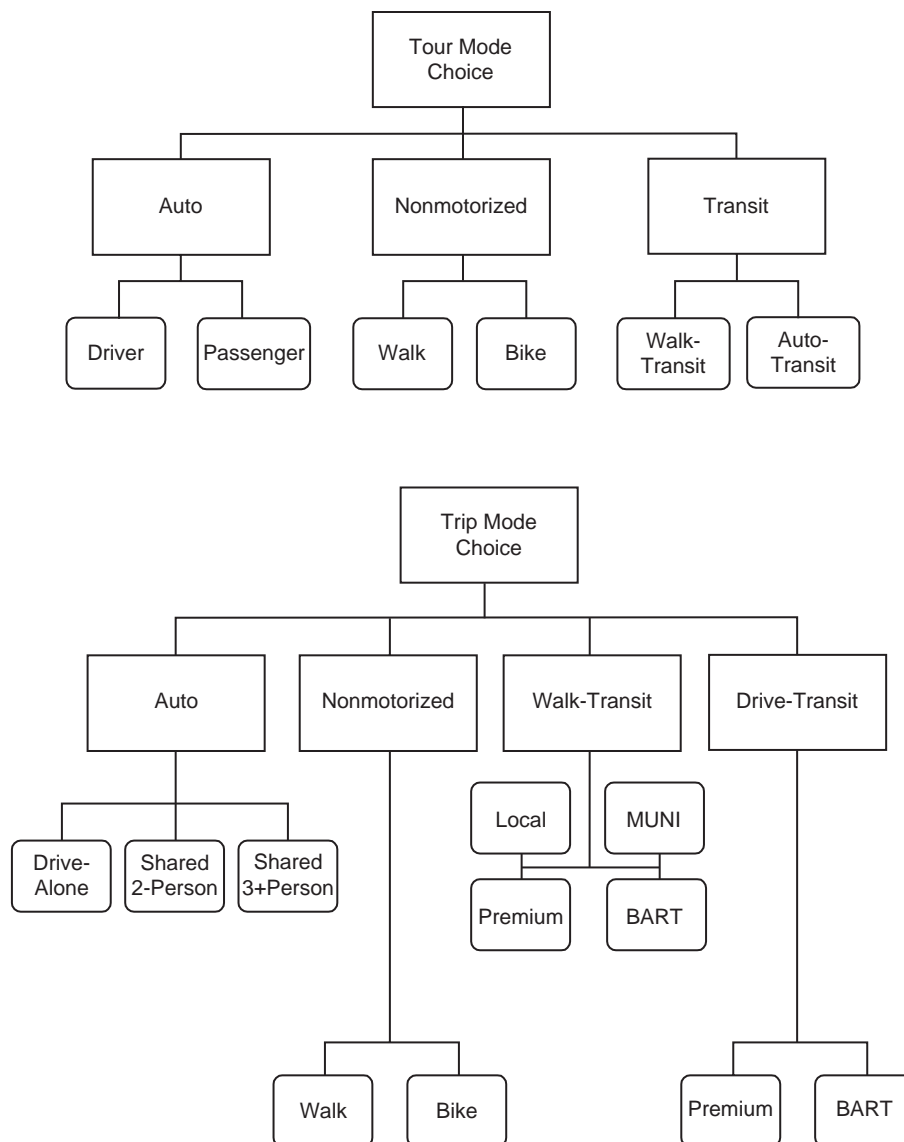 Tour Mode
Choice
Auto
Nonmotorized
Transit
Driver
Passenger
Walk
Bike
Walk-
Transit
Auto-
Transit
Trip Mode
Choice
Auto
Nonmotorized
Walk-Transit
Drive-Transit
Drive-
Alone
Shared
2-Person
Shared
3+Person
Local
MUNI
Premium
BART
Walk
Bike
Premium
BART